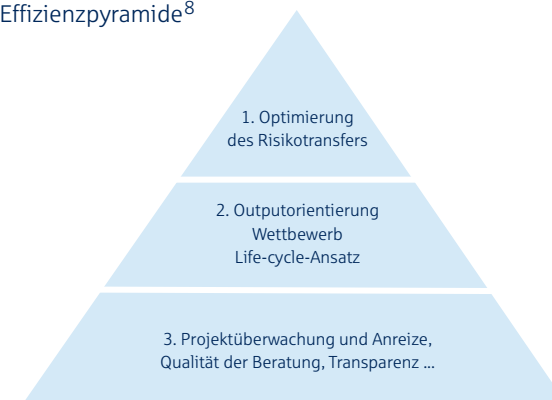 Effizienzpyramide8
1. Optimierung
des Risikotransfers
2. Outputorientierung
Wettbewerb
Life-cycle-Ansatz
3. Projektüberwachung und Anreize,
Qualität der Beratung, Transparenz ...